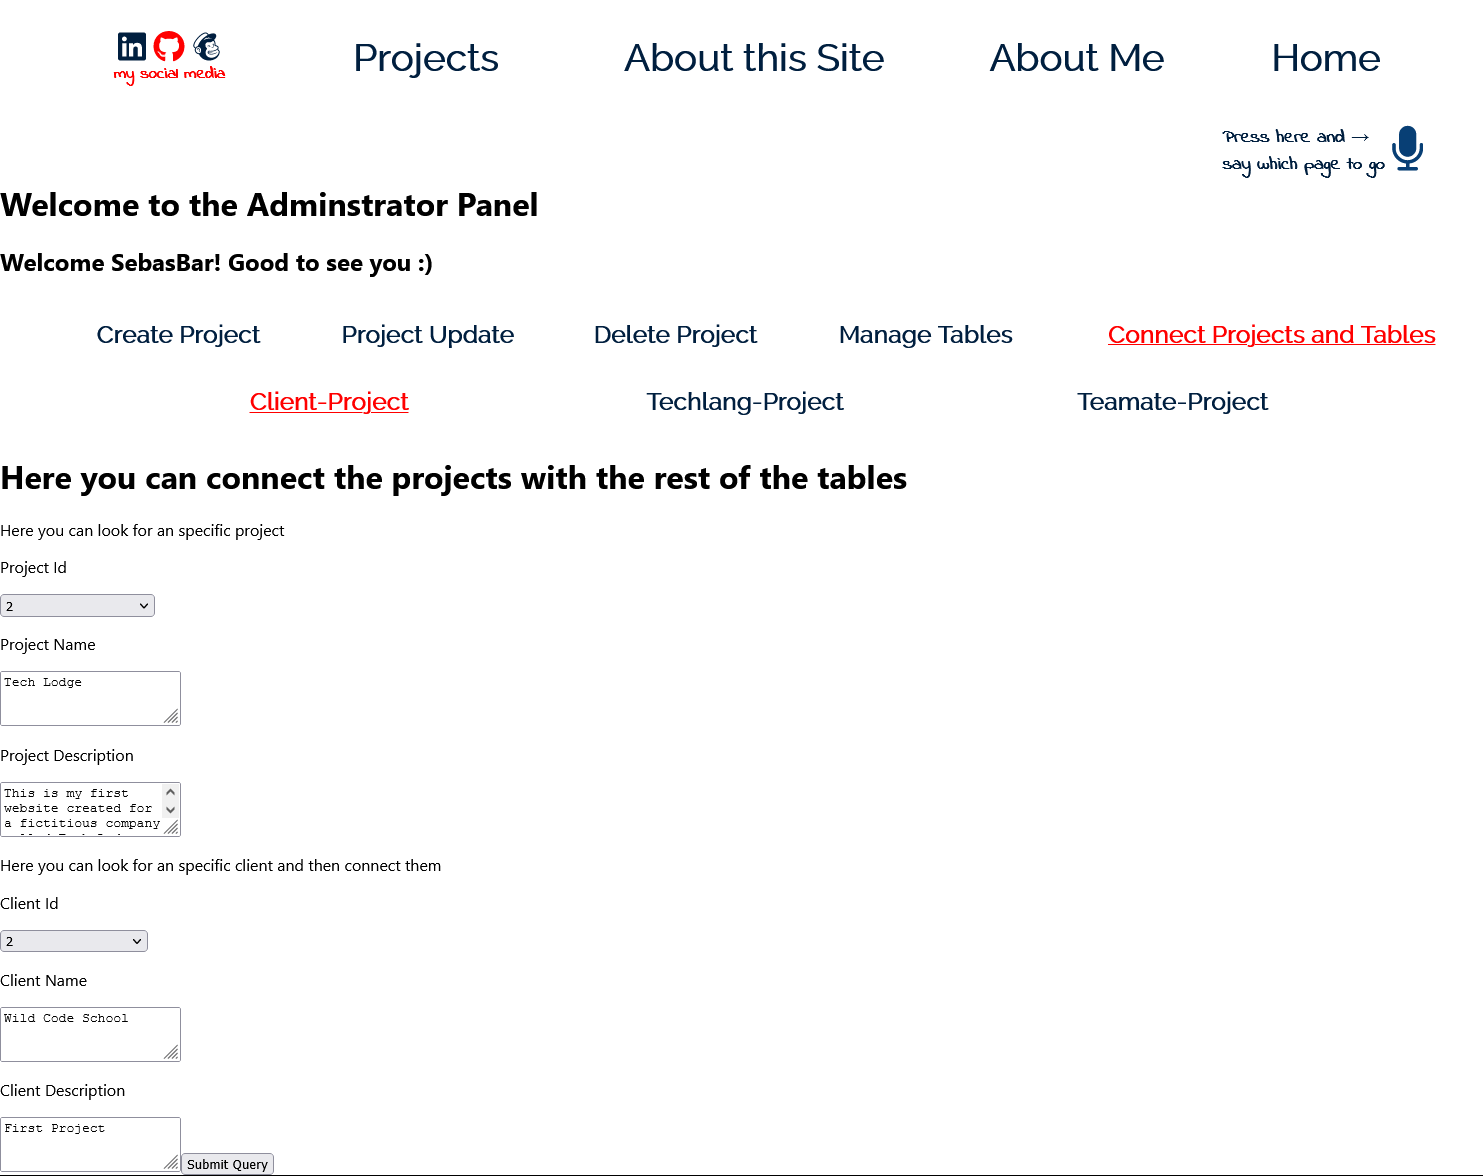 my social media
Projects
About this Site
About Me
Home
Press here and →
say which page to go
Welcome to the Adminstrator Panel
Welcome SebasBar! Good to see you :)
Create Project
Project Update
Delete Project
Manage Tables
Connect Projects and Tables
Client-Project
Techlang-Project
Teamate-Project
Here you can connect the projects with the rest of the tables
Here you can look for an specific project
Project Id
2
Project Name
Tech Lodge
Project Description
This is my first
website created for
a fictitious company
Here you can look for an specific client and then connect them
Client Id
2
Client Name
Wild Code School
Client Description
First Project
Submit Query